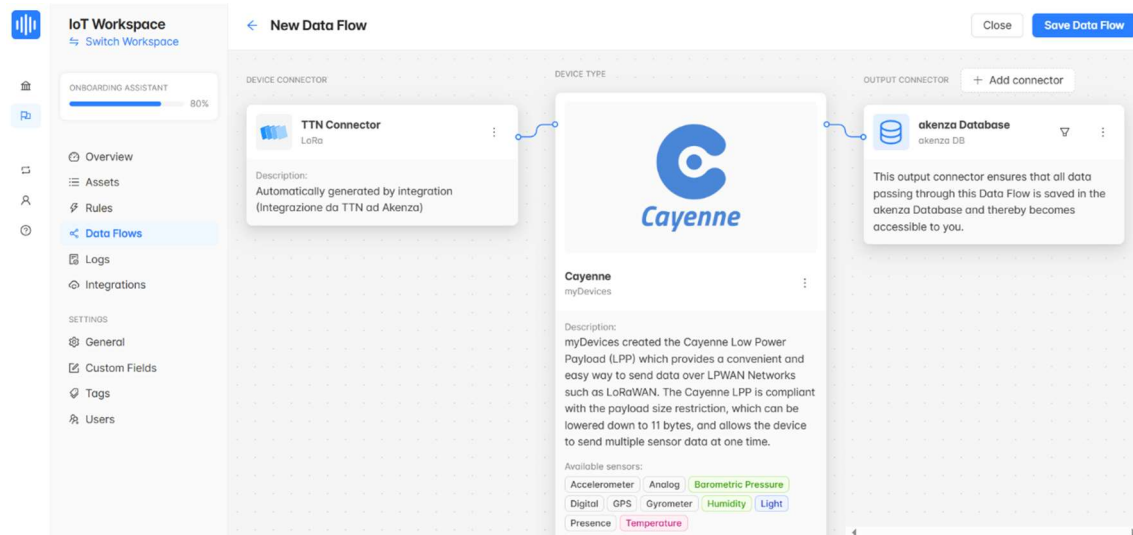 IoT Workspace
Switch Workspace
ONBOARDING ASSISTANT
80%
Overview
Assets
Rules
Data Flows
Logs
Integrations
SETTINGS
General
Custom Fields
Tags
Users
New Data Flow
Close
Save Data Flow
DEVICE CONNECTOR
TTN Connector
LoRa
Description:
Automatically generated by integration
(Integrazione da TTN ad Akenza)
DEVICE TYPE
Cayenne
Cayenne
myDevices
Description:
myDevices created the Cayenne Low Power
Payload (LPP) which provides a convenient and
easy way to send data over LPWAN Networks
such as LoRaWAN. The Cayenne LPP is compliant
with the payload size restriction, which can be
lowered down to 11 bytes, and allows the device
to send multiple sensor data at one time.
Available sensors:
Accelerometer Analog Barometric Pressure
Digital GPS Gyrometer Humidity Light
Presence Temperature
OUTPUT CONNECTOR
+ Add connector
akenza Database
akenza DB
This output connector ensures that all data
passing through this Data Flow is saved in the
akenza Database and thereby becomes
accessible to you.